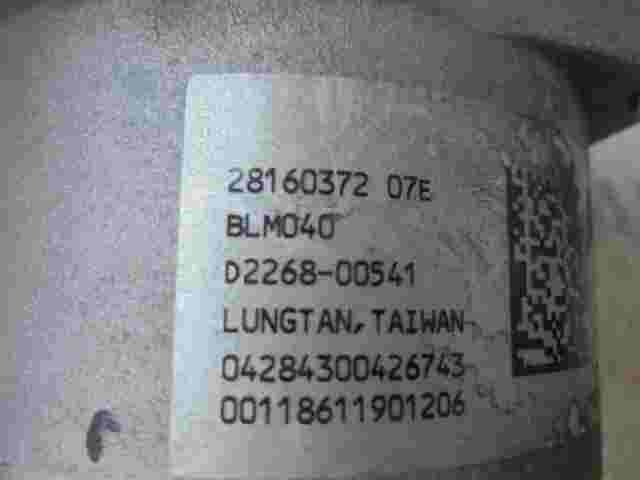 28160372 07E
BLM040
D2268-00541
LUNGTAN, TAIWAN
04284300426743
00118611901206